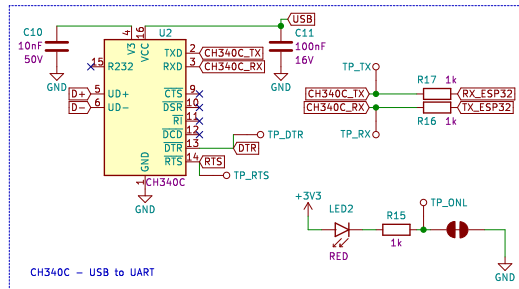 USB
C10
10nF
50V
GND
U2
4
16
V3
VCC
15
R232
TXD
2
CH340C_TX
RXD
3
CH340C_RX
D+
5
UD+
D-
6
UD-
CTS
9
DSR
10
RI
11
DCD
12
DTR
13
RTS
14
GND
1
CH340C
GND
TP_DTR
DTR
RTS
TP_RTS
C11
100nF
16V
GND
TP_TX
R17 1k
CH340C_TX
RX_ESP32
CH340C_RX
TX_ESP32
R16 1k
TP_RX
+3V3
LED2
RED
R15
1k
TP_ONL
GND
CH340C - USB to UART